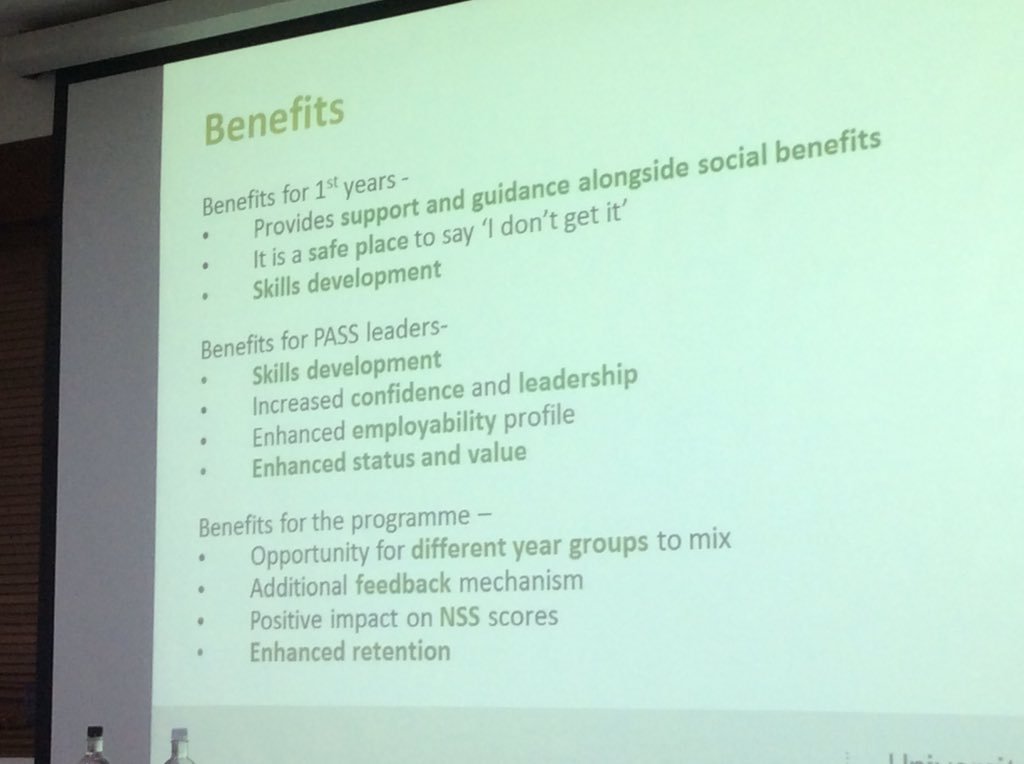 Benefits
Benefits for 1st years -
• Provides support and guidance alongside social benefits
• It is a safe place to say ‘I don’t get it’
• Skills development
Benefits for PASS leaders-
• Skills development
• Increased confidence and leadership
• Enhanced employability profile
• Enhanced status and value
Benefits for the programme –
• Opportunity for different year groups to mix
• Additional feedback mechanism
• Positive impact on NSS scores
• Enhanced retention